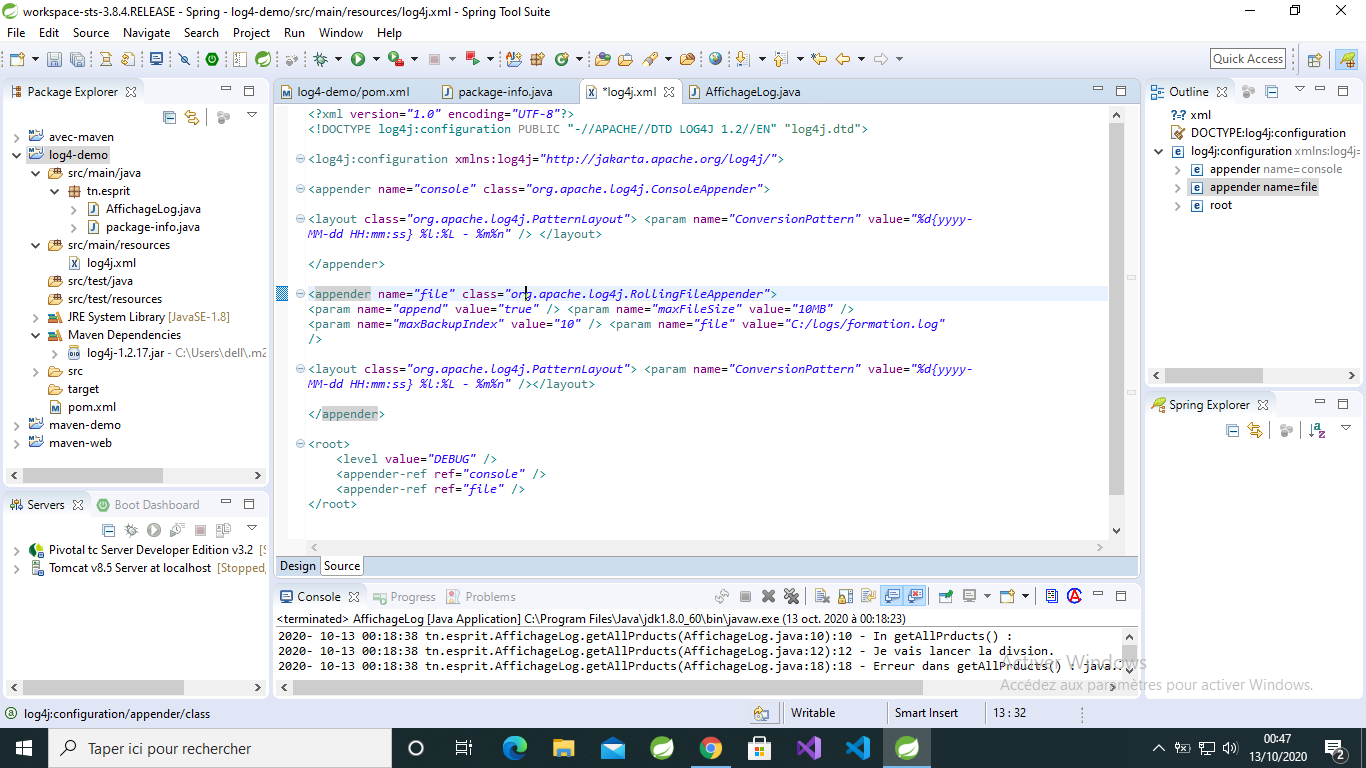 workspace-sts-3.8.4.RELEASE - Spring - log4-demo/src/main/resources/log4j.xml - Spring Tool Suite
File Edit Source Navigate Search Project Run Window Help
Quick Access
Package Explorer
avec-maven
log4-demo
src/main/java
tn.esprit
AffichageLog.java
package-info.java
src/main/resources
log4j.xml
src/test/java
src/test/resources
JRE System Library [JavaSE-1.8]
Maven Dependencies
log4j-1.2.17.jar - C:\Users\dell\.m2
src
target
pom.xml
maven-demo
maven-web
Servers Boot Dashboard
Pivotal tc Server Developer Edition v3.2 [S
Tomcat v8.5 Server at localhost [Stopped,
log4-demo/pom.xml package-info.java *log4j.xml AffichageLog.java
<?xml version="1.0" encoding="UTF-8"?>
<!DOCTYPE log4j:configuration PUBLIC "-//APACHE//DTD LOG4J 1.2//EN" "log4j.dtd">
<log4j:configuration xmlns:log4j="http://jakarta.apache.org/log4j/">
<appender name="console" class="org.apache.log4j.ConsoleAppender">
<layout class="org.apache.log4j.PatternLayout"> <param name="ConversionPattern" value="%d{yyyy-
MM-dd HH:mm:ss} %l:%L - %m%n" /> </layout>
</appender>
<appender name="file" class="org.apache.log4j.RollingFileAppender">
<param name="append" value="true" /> <param name="maxFileSize" value="10MB" />
<param name="maxBackupIndex" value="10" /> <param name="file" value="C:/logs/formation.log"
/>
<layout class="org.apache.log4j.PatternLayout"> <param name="ConversionPattern" value="%d{yyyy-
MM-dd HH:mm:ss} %l:%L - %m%n" /></layout>
</appender>
<root>
<level value="DEBUG" />
<appender-ref ref="console" />
<appender-ref ref="file" />
</root>
Design Source
Console Progress Problems
<terminated> AffichageLog [Java Application] C:\Program Files\Java\jdk1.8.0_60\bin\javaw.exe (13 oct. 2020 à 00:18:23)
2020- 10-13 00:18:38 tn.esprit.AffichageLog.getAllPrducts(AffichageLog.java:10):10 - In getAllPrducts() :
2020- 10-13 00:18:38 tn.esprit.AffichageLog.getAllPrducts(AffichageLog.java:12):12 - Je vais lancer la divsion.
2020- 10-13 00:18:38 tn.esprit.AffichageLog.getAllPrducts(AffichageLog.java:18):18 - Erreur dans getAllPrducts() : java.
Outline
xml
DOCTYPE:log4j:configuration
log4j:configuration xmlns:log4j=
appender name=console
appender name=file
root
Spring Explorer
Activer Windows
Accédez aux paramètres pour activer Windows.
log4j:configuration/appender/class
Writable Smart Insert 13 : 32
Taper ici pour rechercher
00:47
13/10/2020
2